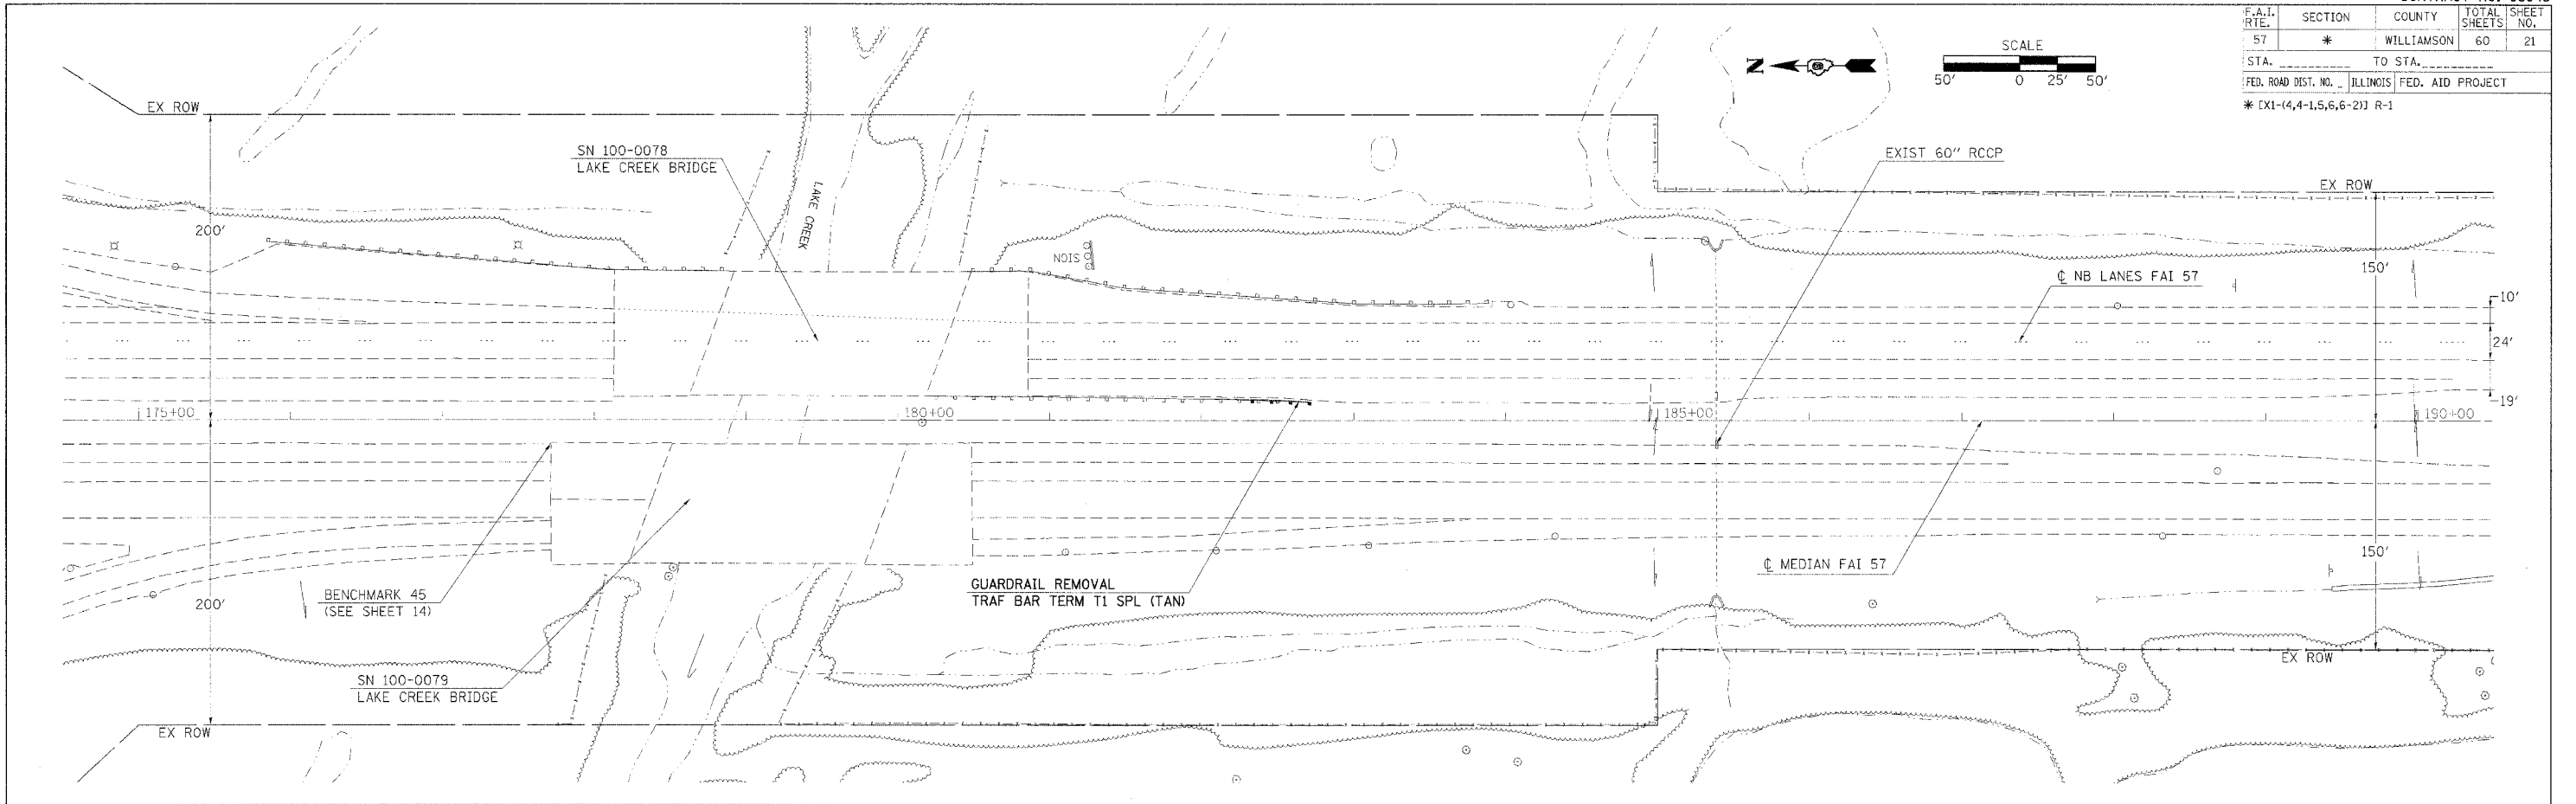 F.A.I. RTE. SECTION COUNTY TOTAL SHEETS SHEET NO.
57 * WILLIAMSON 60 21
STA. TO STA.
FED. ROAD DIST. NO. _ ILLINOIS FED. AID PROJECT
* [X1-(4,4-1,5,6,6-2)] R-1
N
SCALE
50' 0 25' 50'
EX ROW
SN 100-0078
LAKE CREEK BRIDGE
LAKE CREEK
EXIST 60" RCCP
EX ROW
200'
SIGN
150'
℄ NB LANES FAI 57
10'
24'
19'
175+00
180+00
185+00
190+00
BENCHMARK 45
(SEE SHEET 14)
200'
GUARDRAIL REMOVAL
TRAF BAR TERM T1 SPL (TAN)
℄ MEDIAN FAI 57
150'
SN 100-0079
LAKE CREEK BRIDGE
EX ROW
EX ROW